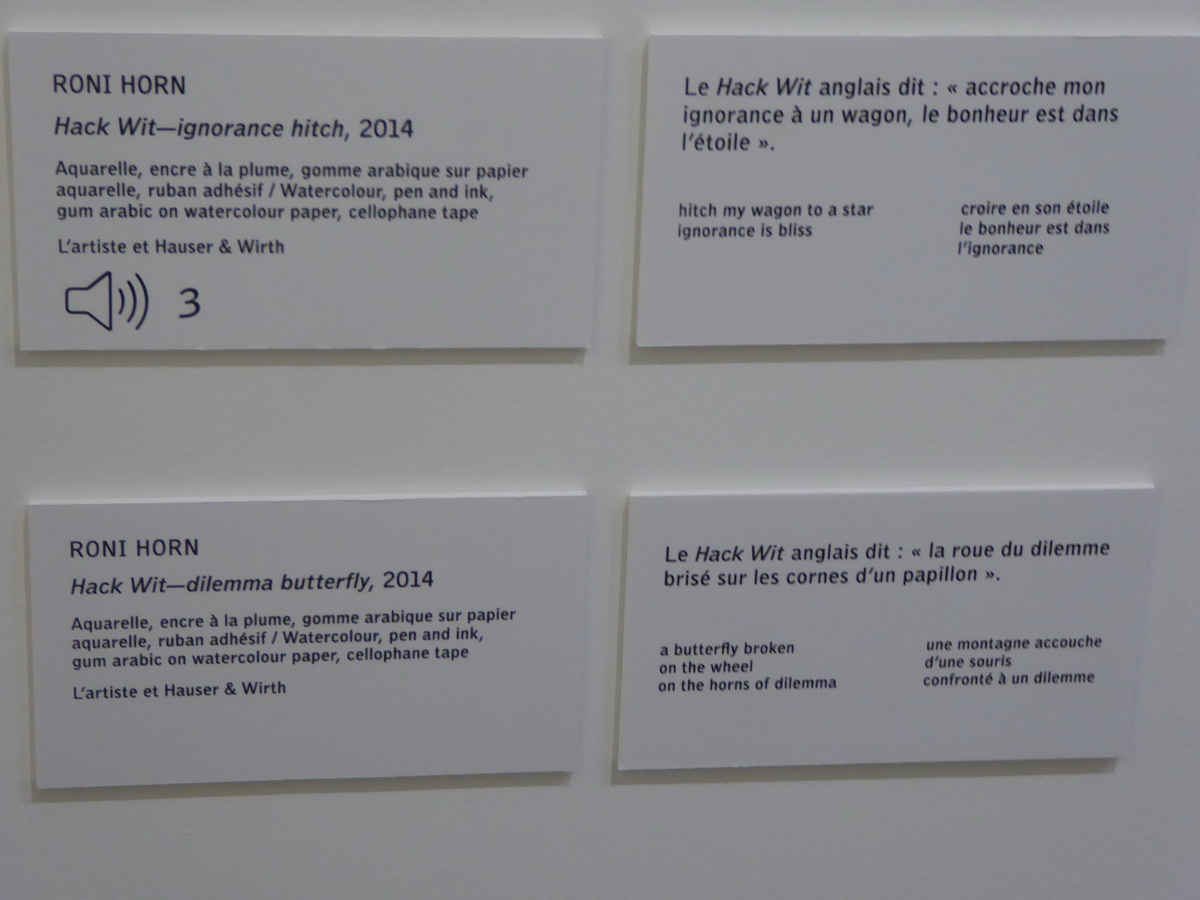 RONI HORN
Hack Wit—ignorance hitch, 2014
Aquarelle, encre à la plume, gomme arabique sur papier
aquarelle, ruban adhésif / Watercolour, pen and ink,
gum arabic on watercolour paper, cellophane tape
L'artiste et Hauser & Wirth
3
Le Hack Wit anglais dit : « accroche mon
ignorance à un wagon, le bonheur est dans
l'étoile ».
hitch my wagon to a star
ignorance is bliss
croire en son étoile
le bonheur est dans
l'ignorance
RONI HORN
Hack Wit—dilemma butterfly, 2014
Aquarelle, encre à la plume, gomme arabique sur papier
aquarelle, ruban adhésif / Watercolour, pen and ink,
gum arabic on watercolour paper, cellophane tape
L'artiste et Hauser & Wirth
Le Hack Wit anglais dit : « la roue du dilemme
brisé sur les cornes d'un papillon ».
a butterfly broken
on the wheel
on the horns of dilemma
une montagne accouche
d'une souris
confronté à un dilemme